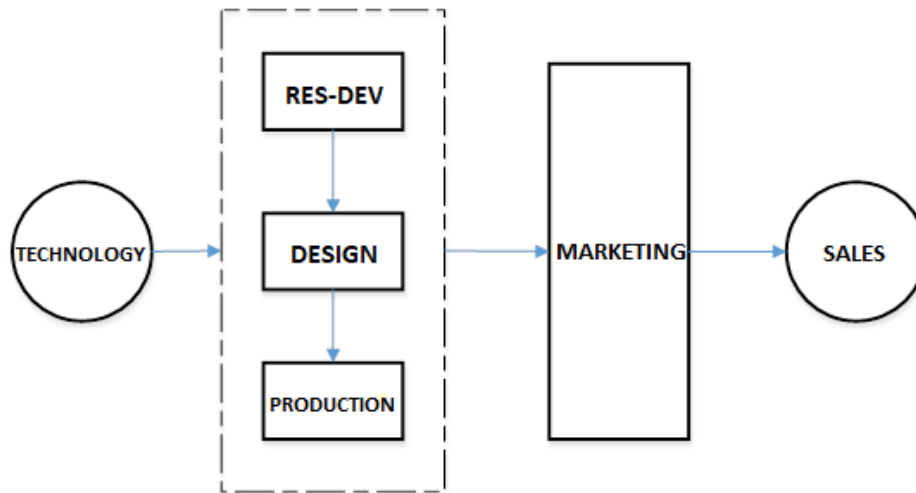 TECHNOLOGY
RES-DEV
DESIGN
PRODUCTION
MARKETING
SALES